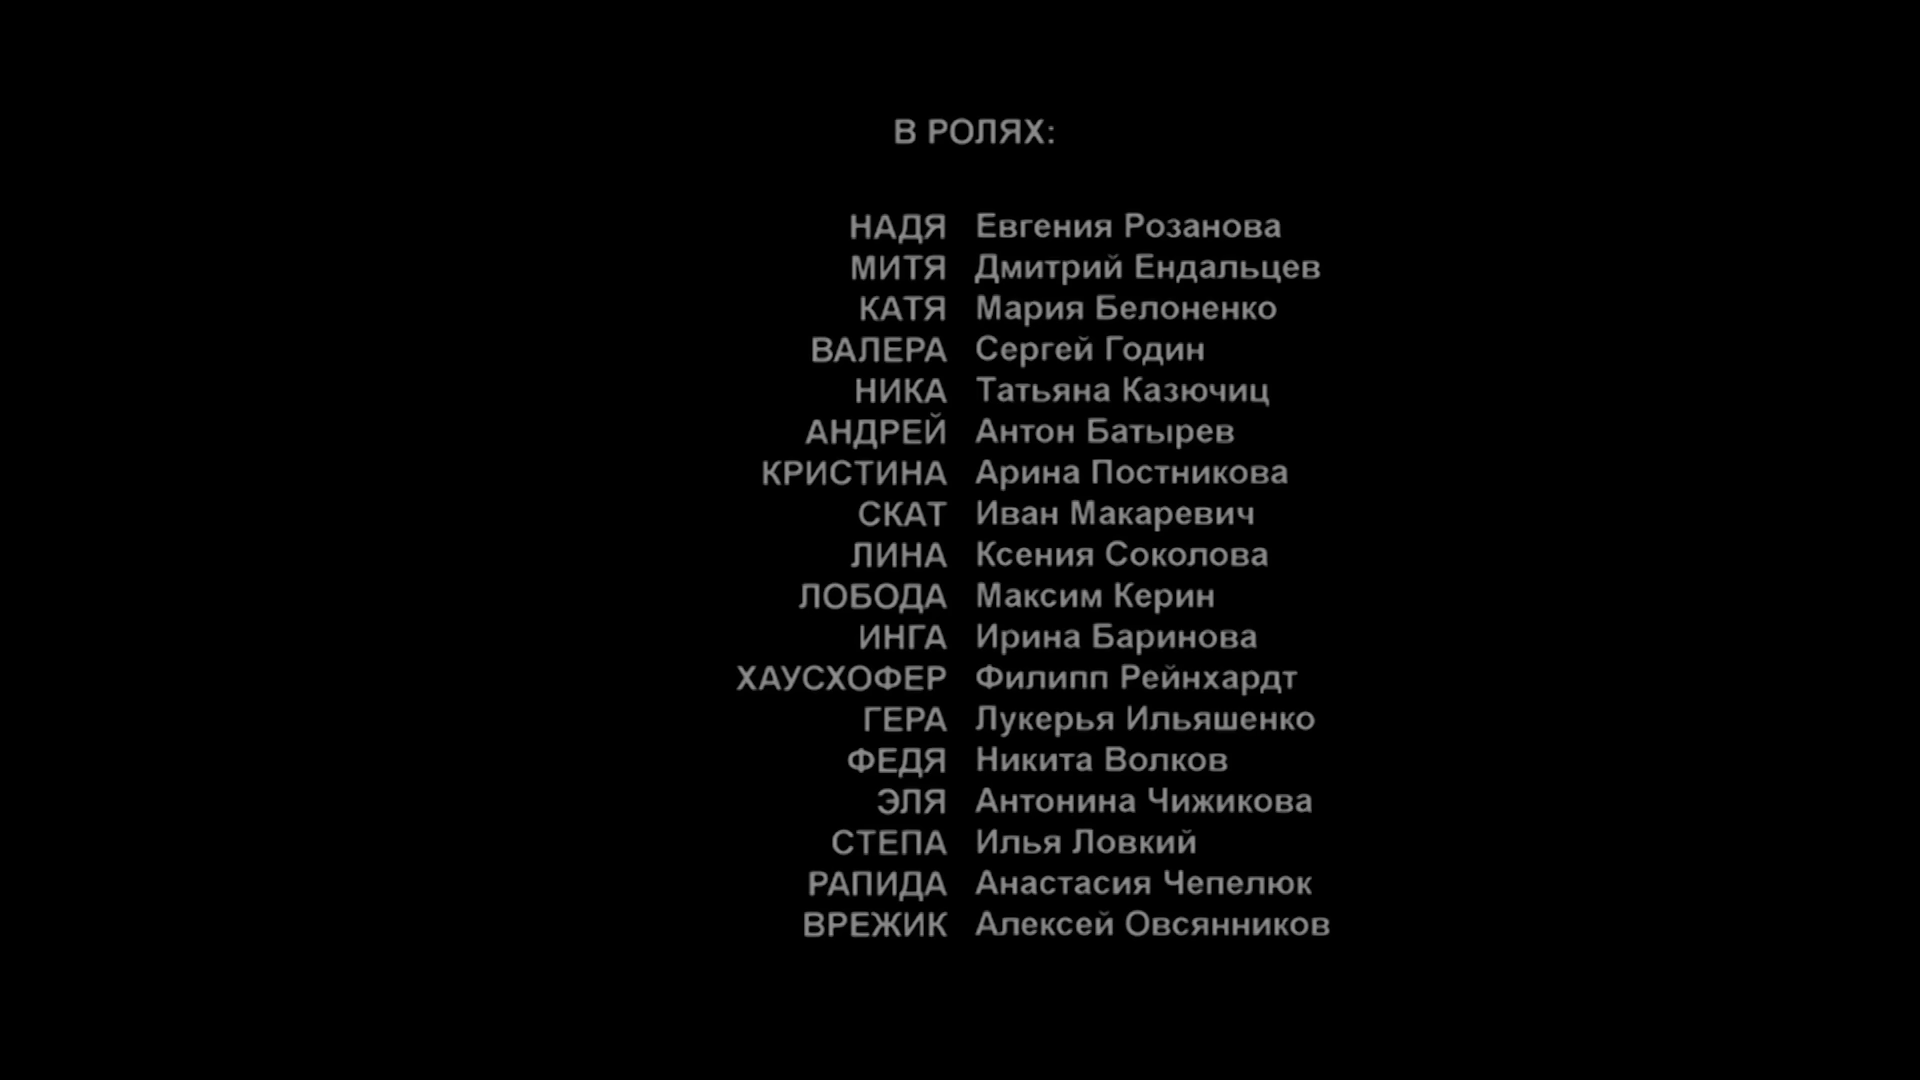 В РОЛЯХ:
НАДЯ Евгения Розанова
МИТЯ Дмитрий Ендальцев
КАТЯ Мария Белоненко
ВАЛЕРА Сергей Годин
НИКА Татьяна Казючиц
АНДРЕЙ Антон Батырев
КРИСТИНА Арина Постникова
СКАТ Иван Макаревич
ЛИНА Ксения Соколова
ЛОБОДА Максим Керин
ИНГА Ирина Баринова
ХАУСХОФЕР Филипп Рейнхардт
ГЕРА Лукерья Ильяшенко
ФЕДЯ Никита Волков
ЭЛЯ Антонина Чижикова
СТЕПА Илья Ловкий
РАПИДА Анастасия Чепелюк
ВРЕЖИК Алексей Овсянников